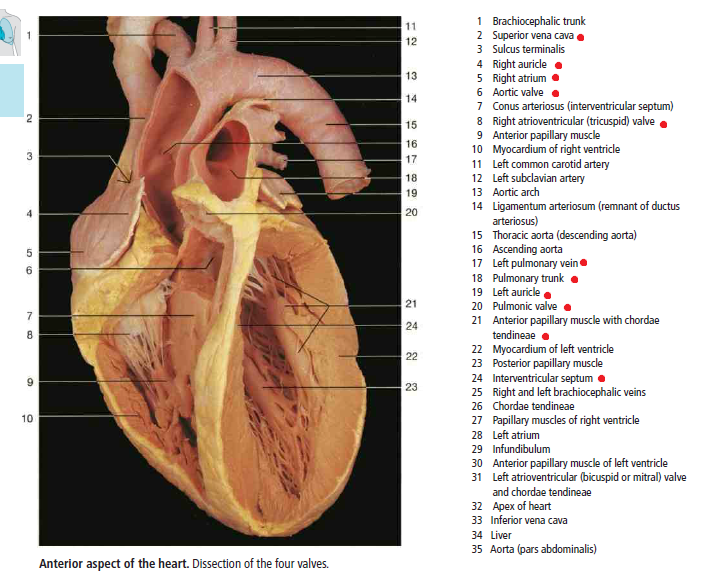 1
2
3
4
5
6
7
8
9
10
11
12
13
14
15
16
17
18
19
20
21
24
22
23
1 Brachiocephalic trunk
2 Superior vena cava
3 Sulcus terminalis
4 Right auricle
5 Right atrium
6 Aortic valve
7 Conus arteriosus (interventricular septum)
8 Right atrioventricular (tricuspid) valve
9 Anterior papillary muscle
10 Myocardium of right ventricle
11 Left common carotid artery
12 Left subclavian artery
13 Aortic arch
14 Ligamentum arteriosum (remnant of ductus
arteriosus)
15 Thoracic aorta (descending aorta)
16 Ascending aorta
17 Left pulmonary vein
18 Pulmonary trunk
19 Left auricle
20 Pulmonic valve
21 Anterior papillary muscle with chordae
tendineae
22 Myocardium of left ventricle
23 Posterior papillary muscle
24 Interventricular septum
25 Right and left brachiocephalic veins
26 Chordae tendineae
27 Papillary muscles of right ventricle
28 Left atrium
29 Infundibulum
30 Anterior papillary muscle of left ventricle
31 Left atrioventricular (bicuspid or mitral) valve
and chordae tendineae
32 Apex of heart
33 Inferior vena cava
34 Liver
35 Aorta (pars abdominalis)
Anterior aspect of the heart. Dissection of the four valves.